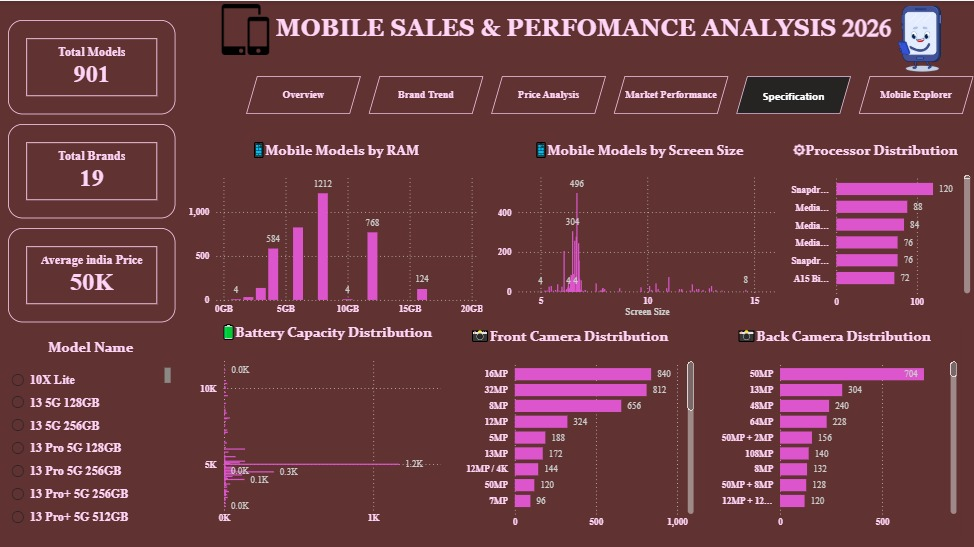 MOBILE SALES & PERFOMANCE ANALYSIS 2026
Total Models
901
Total Brands
19
Average india Price
50K
Overview
Brand Trend
Price Analysis
Market Performance
Specification
Mobile Explorer
Model Name
10X Lite
13 5G 128GB
13 5G 256GB
13 Pro 5G 128GB
13 Pro 5G 256GB
13 Pro+ 5G 256GB
13 Pro+ 5G 512GB
Mobile Models by RAM
1,000
500
0
4
584
1212
4
768
124
0GB 5GB 10GB 15GB 20GB
Mobile Models by Screen Size
400
200
0
4
304
496
4 4
8
5 10 15
Screen Size
Processor Distribution
Snapdr... 120
Media... 88
Media... 84
Media... 76
Snapdr... 76
A15 Bi... 72
0 100
Battery Capacity Distribution
10K
5K
0.0K
1.2K
0.0K
0.3K
0.1K
0.0K
0K 1K
Front Camera Distribution
16MP 840
32MP 812
8MP 656
12MP 324
5MP 188
13MP 172
12MP / 4K 144
50MP 120
7MP 96
0 500 1,000
Back Camera Distribution
50MP 704
13MP 304
48MP 240
64MP 228
50MP + 2MP 156
108MP 140
8MP 132
50MP + 8MP 128
12MP + 12... 120
0 500